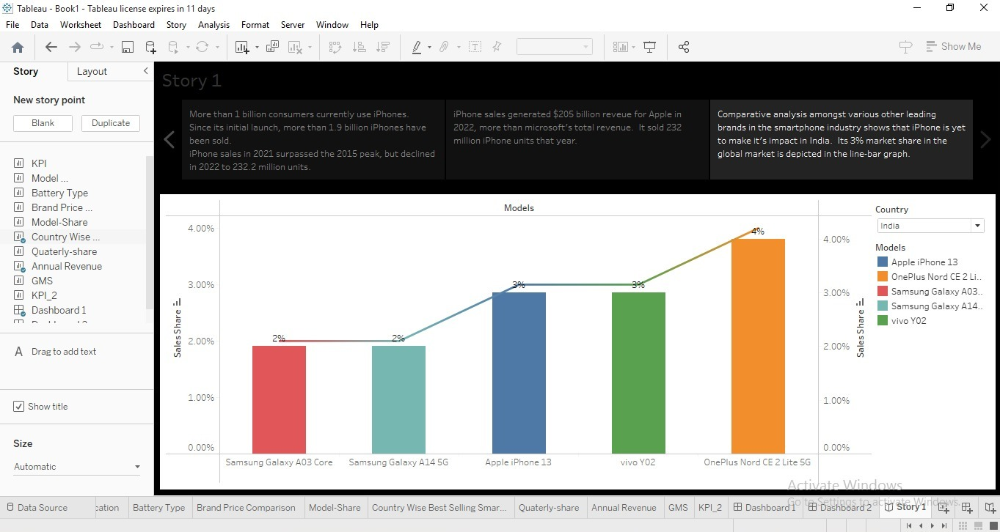 Tableau - Book1 - Tableau license expires in 11 days
File Data Worksheet Dashboard Story Analysis Format Server Window Help
Show Me
Story Layout
New story point
Blank Duplicate
KPI
Model ...
Battery Type
Brand Price ...
Model-Share
Country Wise ...
Quaterly-share
Annual Revenue
GMS
KPI_2
Dashboard 1
A Drag to add text
Show title
Size
Automatic
Story 1
More than 1 billion consumers currently use iPhones.
Since its initial launch, more than 1.9 billion iPhones have
been sold.
iPhone sales in 2021 surpassed the 2015 peak, but declined
in 2022 to 232.2 million units.
iPhone sales generated $205 billion reveue for Apple in
2022, more than microsoft's total revenue. It sold 232
million iPhone units that year.
Comparative analysis amongst various other leading
brands in the smartphone industry shows that iPhone is yet
to make it's impact in India. Its 3% market share in the
global market is depicted in the line-bar graph.
Models
4.00%
3.00%
2.00%
1.00%
0.00%
Sales Share
2%
2%
3%
3%
4%
4.00%
3.00%
2.00%
1.00%
0.00%
Sales Share
Samsung Galaxy A03 Core
Samsung Galaxy A14 5G
Apple iPhone 13
vivo Y02
OnePlus Nord CE 2 Lite 5G
Country
India
Models
Apple iPhone 13
OnePlus Nord CE 2 Li..
Samsung Galaxy A03..
Samsung Galaxy A14..
vivo Y02
Activate Windows
Go to Settings to activate Windows.
Data Source cation Battery Type Brand Price Comparison Model-Share Country Wise Best Selling Smar... Quaterly-share Annual Revenue GMS KPI_2 Dashboard 1 Dashboard 2 Story 1